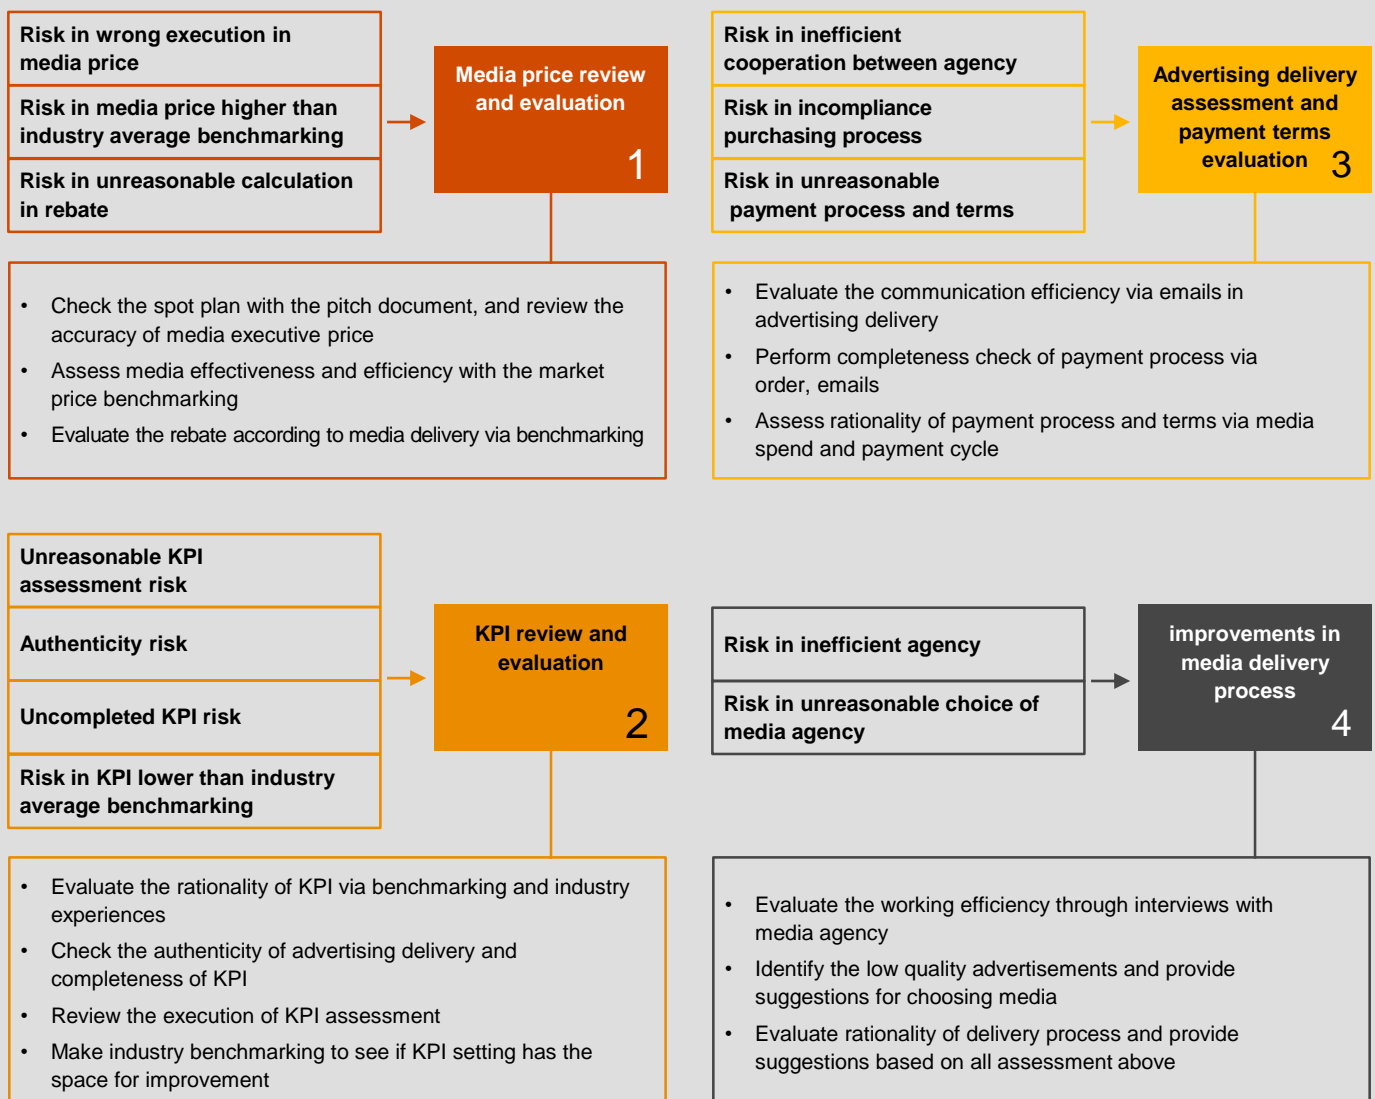 Risk in wrong execution in
media price
Risk in media price higher than
industry average benchmarking
Risk in unreasonable calculation
in rebate
Media price review
and evaluation
1
• Check the spot plan with the pitch document, and review the
accuracy of media executive price
• Assess media effectiveness and efficiency with the market
price benchmarking
• Evaluate the rebate according to media delivery via benchmarking
Unreasonable KPI
assessment risk
Authenticity risk
Uncompleted KPI risk
Risk in KPI lower than industry
average benchmarking
KPI review and
evaluation
2
• Evaluate the rationality of KPI via benchmarking and industry
experiences
• Check the authenticity of advertising delivery and
completeness of KPI
• Review the execution of KPI assessment
• Make industry benchmarking to see if KPI setting has the
space for improvement
Risk in inefficient
cooperation between agency
Risk in incompliance
purchasing process
Risk in unreasonable
payment process and terms
Advertising delivery
assessment and
payment terms
evaluation
3
• Evaluate the communication efficiency via emails in
advertising delivery
• Perform completeness check of payment process via
order, emails
• Assess rationality of payment process and terms via media
spend and payment cycle
Risk in inefficient agency
Risk in unreasonable choice of
media agency
improvements in
media delivery
process
4
• Evaluate the working efficiency through interviews with
media agency
• Identify the low quality advertisements and provide
suggestions for choosing media
• Evaluate rationality of delivery process and provide
suggestions based on all assessment above